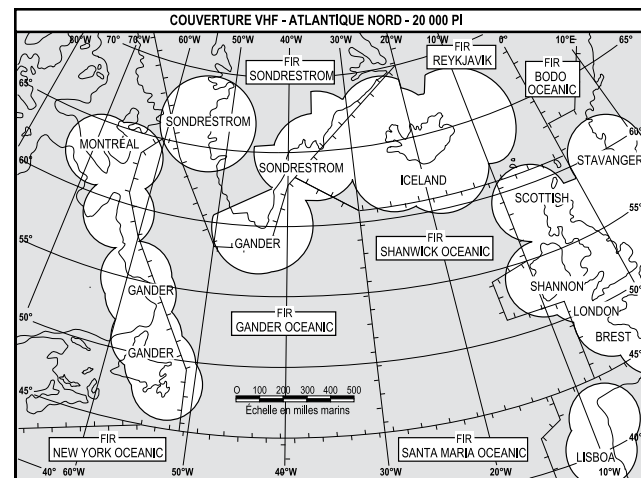 COUVERTURE VHF - ATLANTIQUE NORD - 20 000 PI
80°W
70°W
60°W
50°W
40°W
30°W
20°W
10°W
0°
10°E
65°
FIR
SONDRESTROM
FIR
REYKJAVÍK
FIR
BODO
OCEANIC
65°
60°
55°
50°
45°
60°
55°
50°
45°
40°
SONDRESTROM
MONTRÉAL
SONDRESTROM
ICELAND
STAVANGER
SCOTTISH
GANDER
FIR
SHANWICK OCEANIC
SHANNON
GANDER
LONDON
FIR
GANDER OCEANIC
BREST
GANDER
0 100 200 300 400 500
Échelle en milles marins
FIR
NEW YORK OCEANIC
FIR
SANTA MARIA OCEANIC
LISBOA
40°
60°W
50°W
40°W
30°W
20°W
10°W